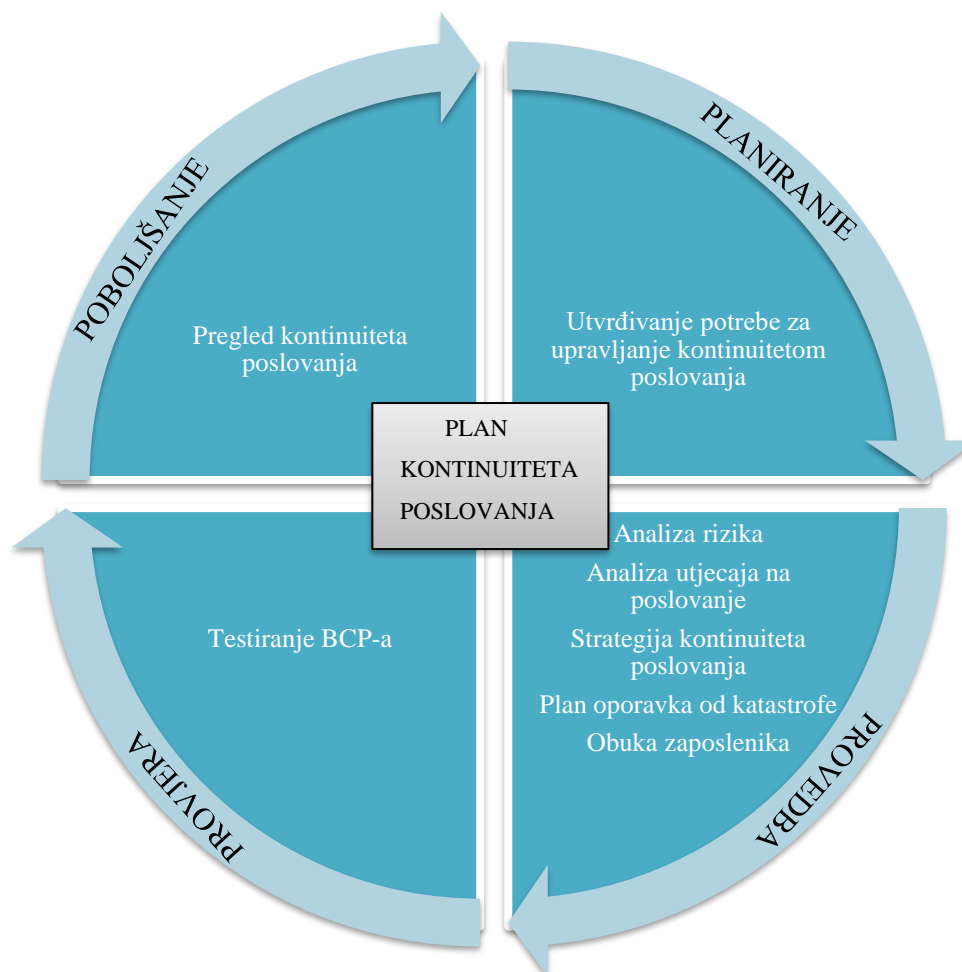 POBOLJŠANJE
PLANIRANJE
Pregled kontinuiteta
poslovanja
Utvrđivanje potrebe za
upravljanje kontinuitetom
poslovanja
PLAN
KONTINUITETA
POSLOVANJA
Testiranje BCP-a
Analiza rizika
Analiza utjecaja na
poslovanje
Strategija kontinuiteta
poslovanja
Plan oporavka od katastrofe
Obuka zaposlenika
PROVJERA
PROVEDBA